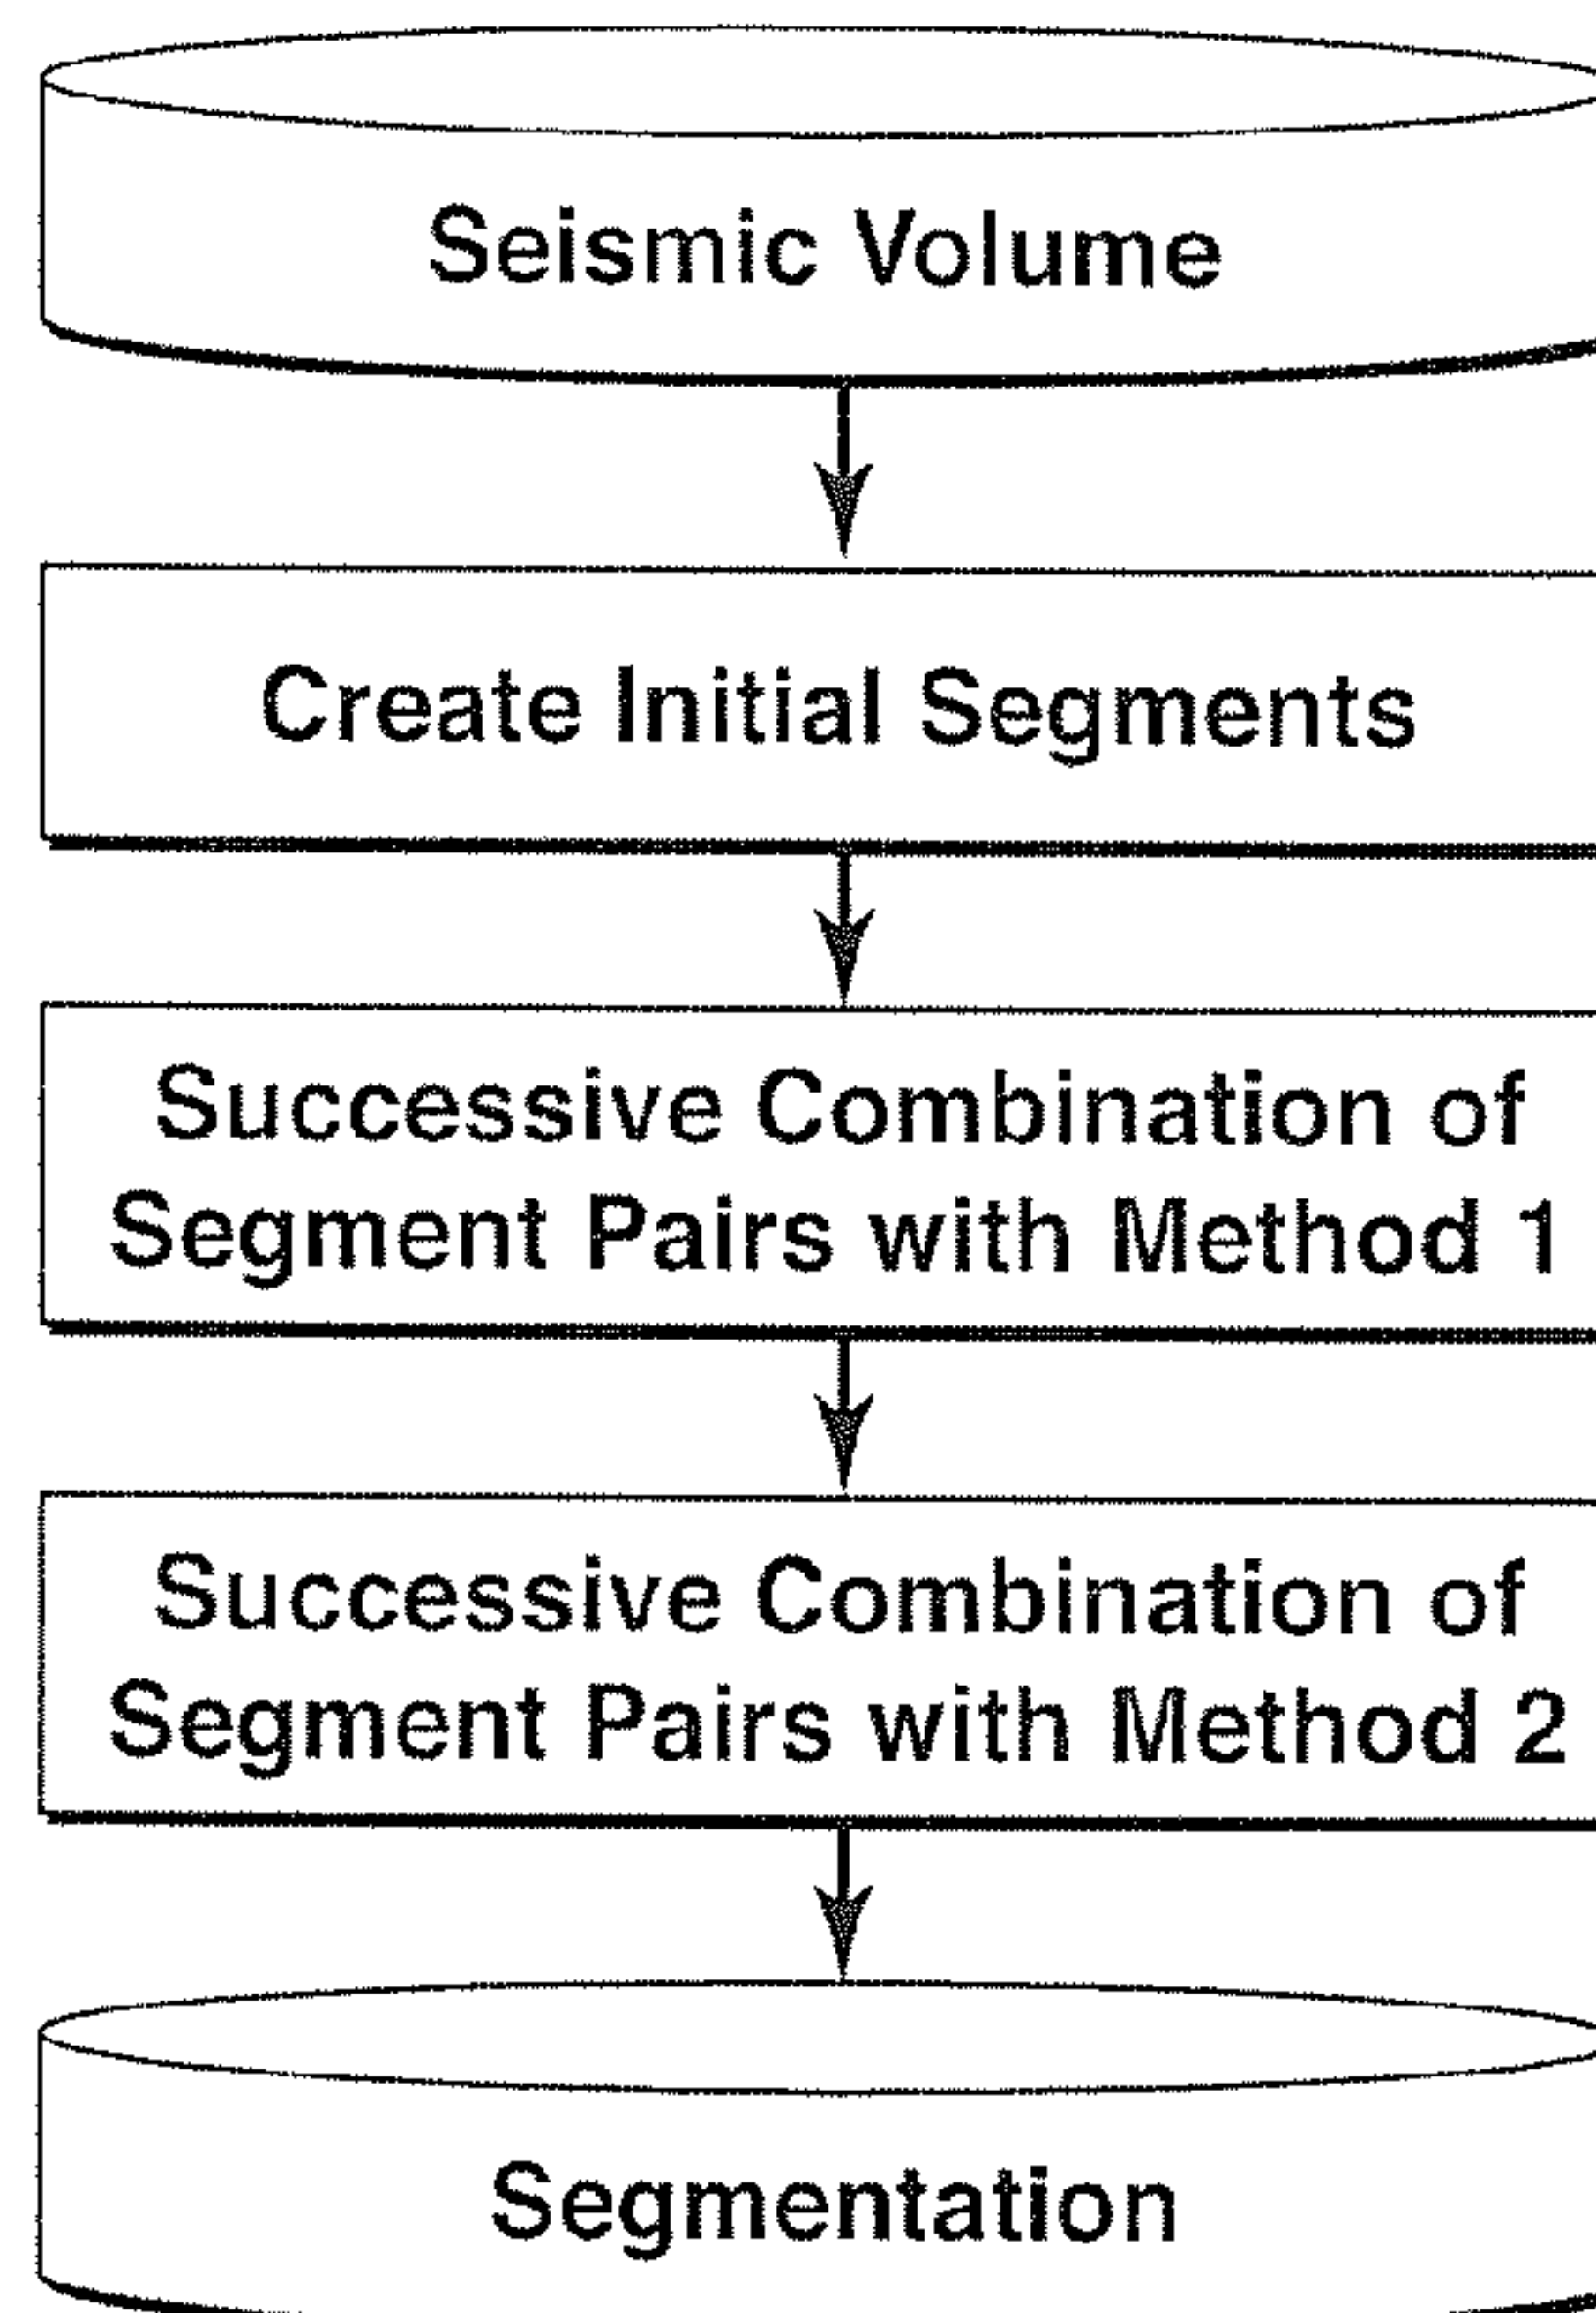 Seismic Volume
Create Initial Segments
Successive Combination of
Segment Pairs with Method 1
Successive Combination of
Segment Pairs with Method 2
Segmentation